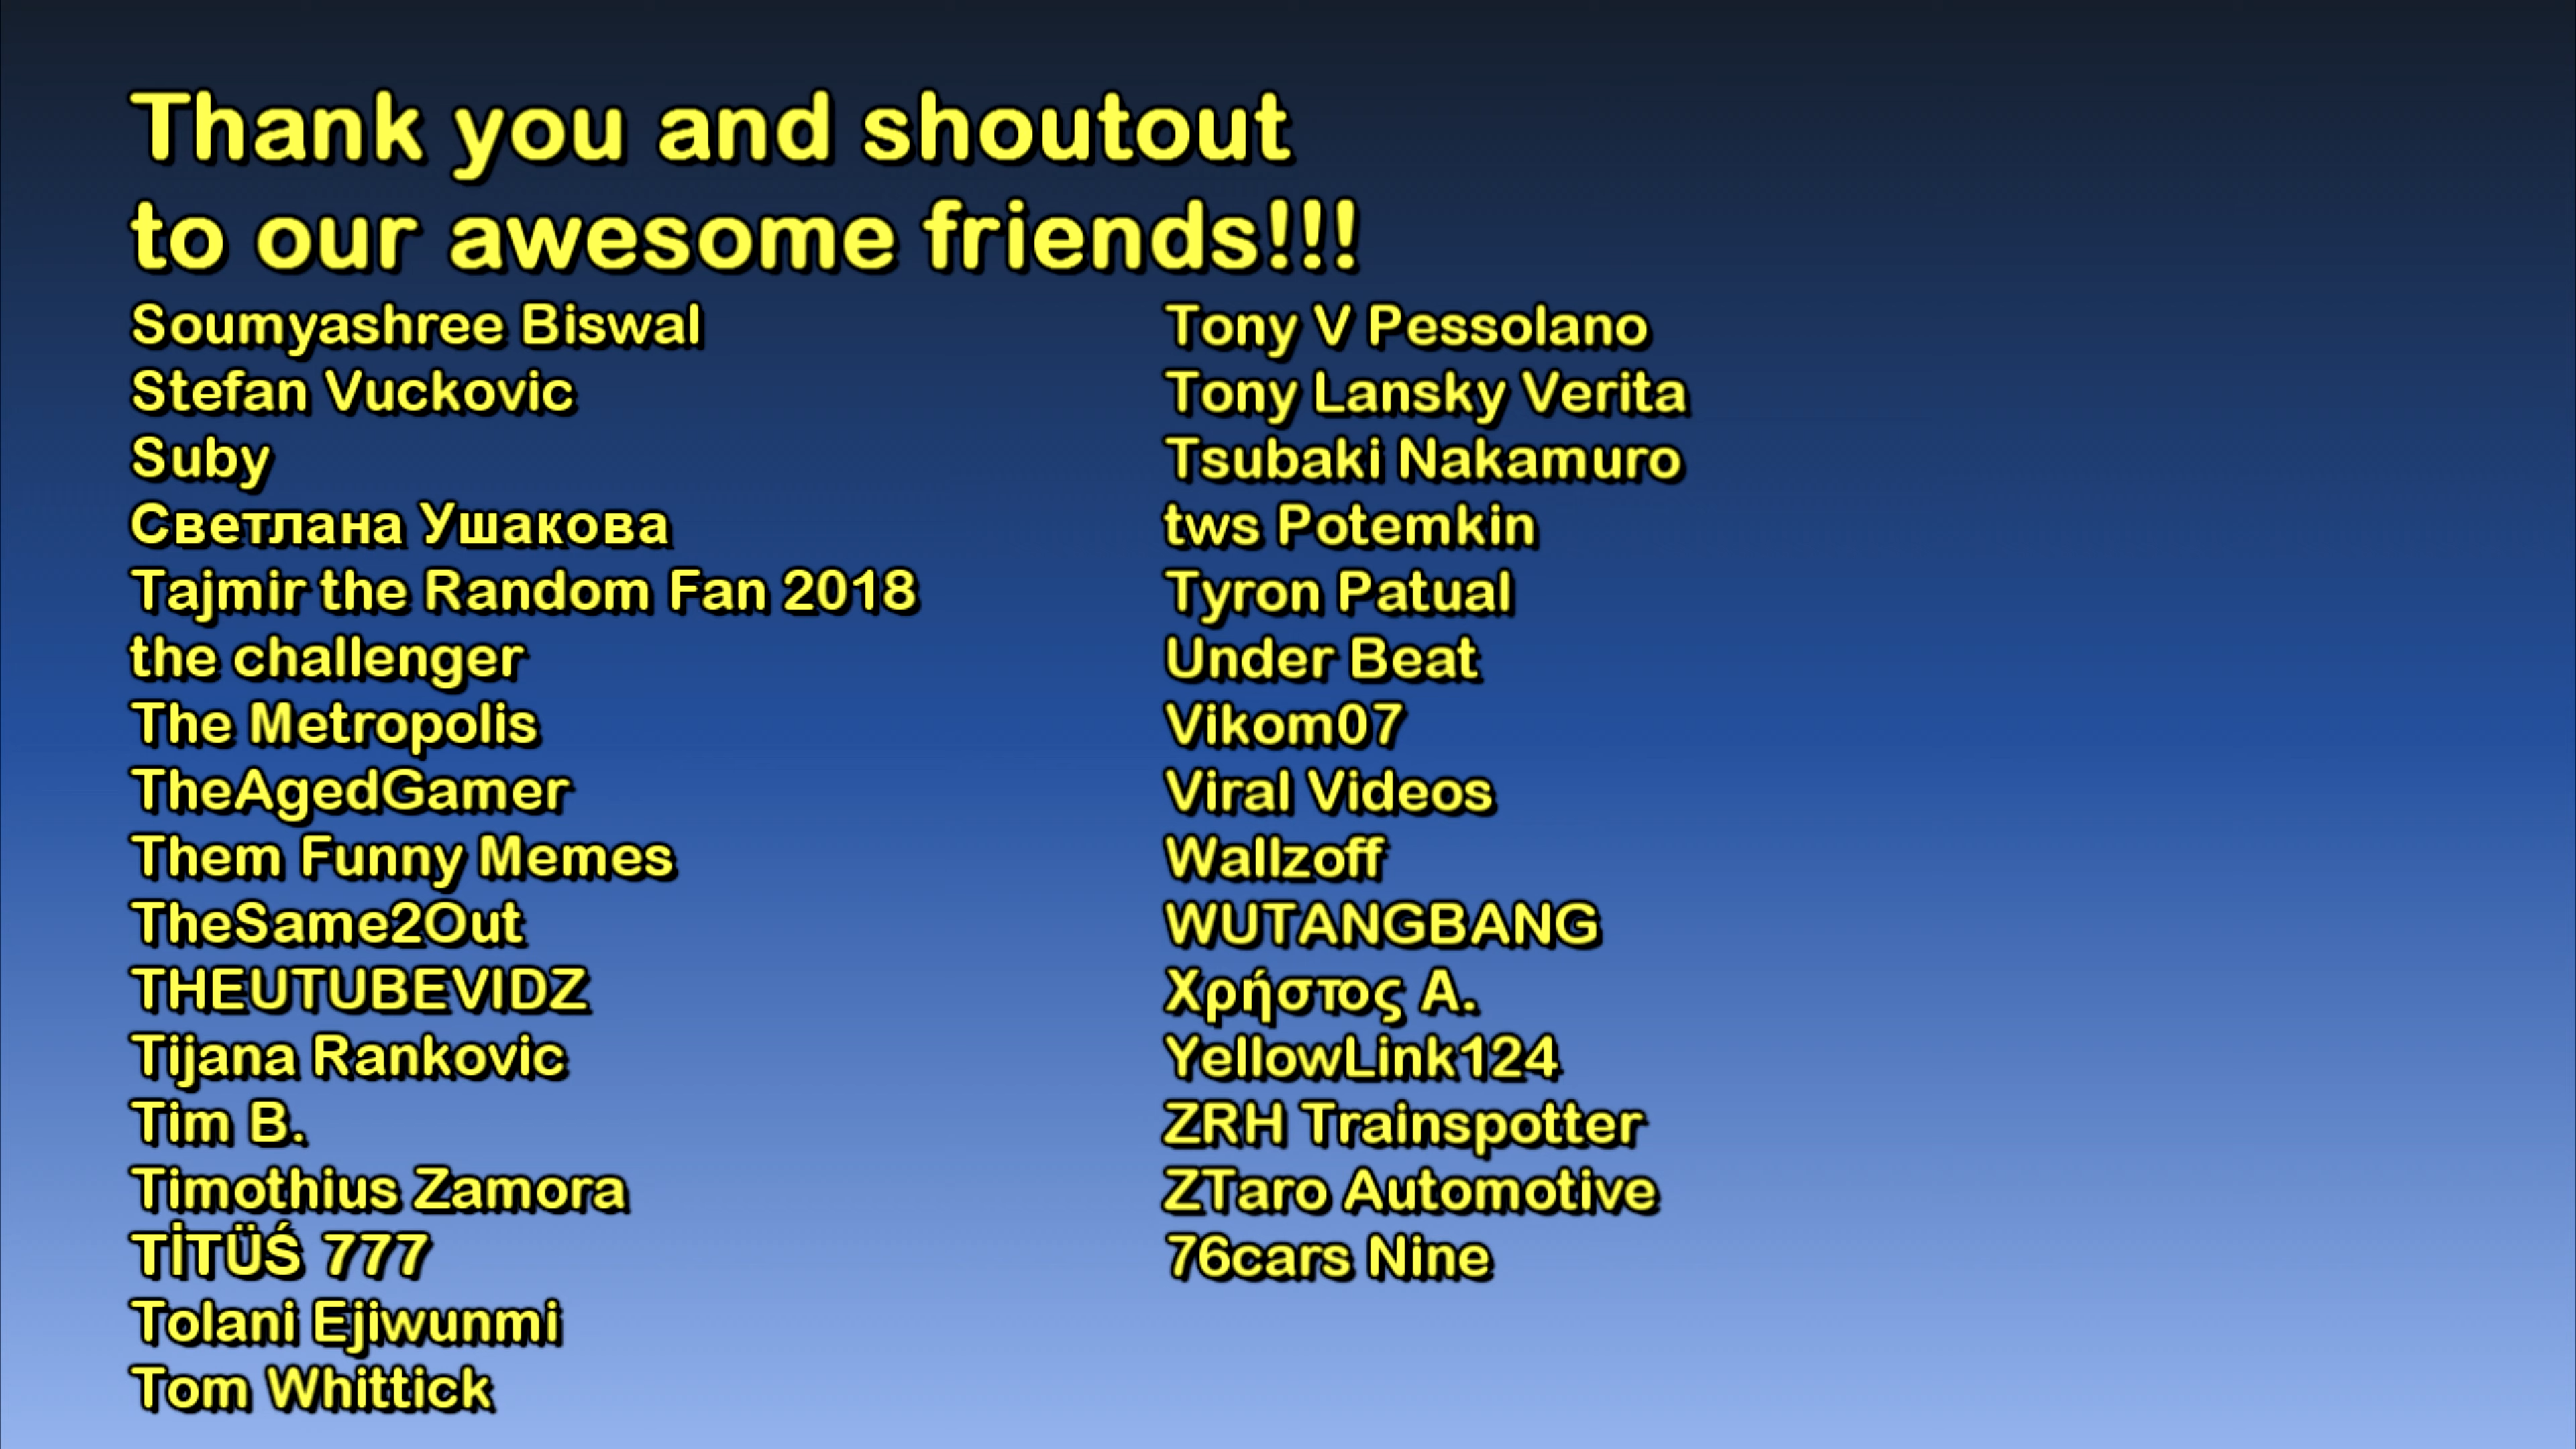 Thank you and shoutout
to our awesome friends!!!
Soumyashree Biswal
Stefan Vuckovic
Suby
Светлана Ушакова
Tajmir the Random Fan 2018
the challenger
The Metropolis
TheAgedGamer
Them Funny Memes
TheSame2Out
THEUTUBEVIDZ
Tijana Rankovic
Tim B.
Timothius Zamora
TİTÜŚ 777
Tolani Ejiwunmi
Tom Whittick
Tony V Pessolano
Tony Lansky Verita
Tsubaki Nakamuro
tws Potemkin
Tyron Patual
Under Beat
Vikom07
Viral Videos
Wallzoff
WUTANGBANG
Χρήστος Α.
YellowLink124
ZRH Trainspotter
ZTaro Automotive
76cars Nine